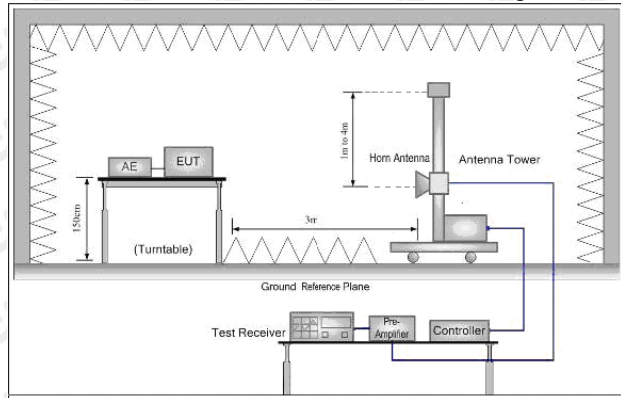 AE
EUT
150cm
(Turntable)
3m
1m to 4m
Horn Antenna
Antenna Tower
Ground Reference Plane
Test Receiver
Pre-
Amplifier
Controller